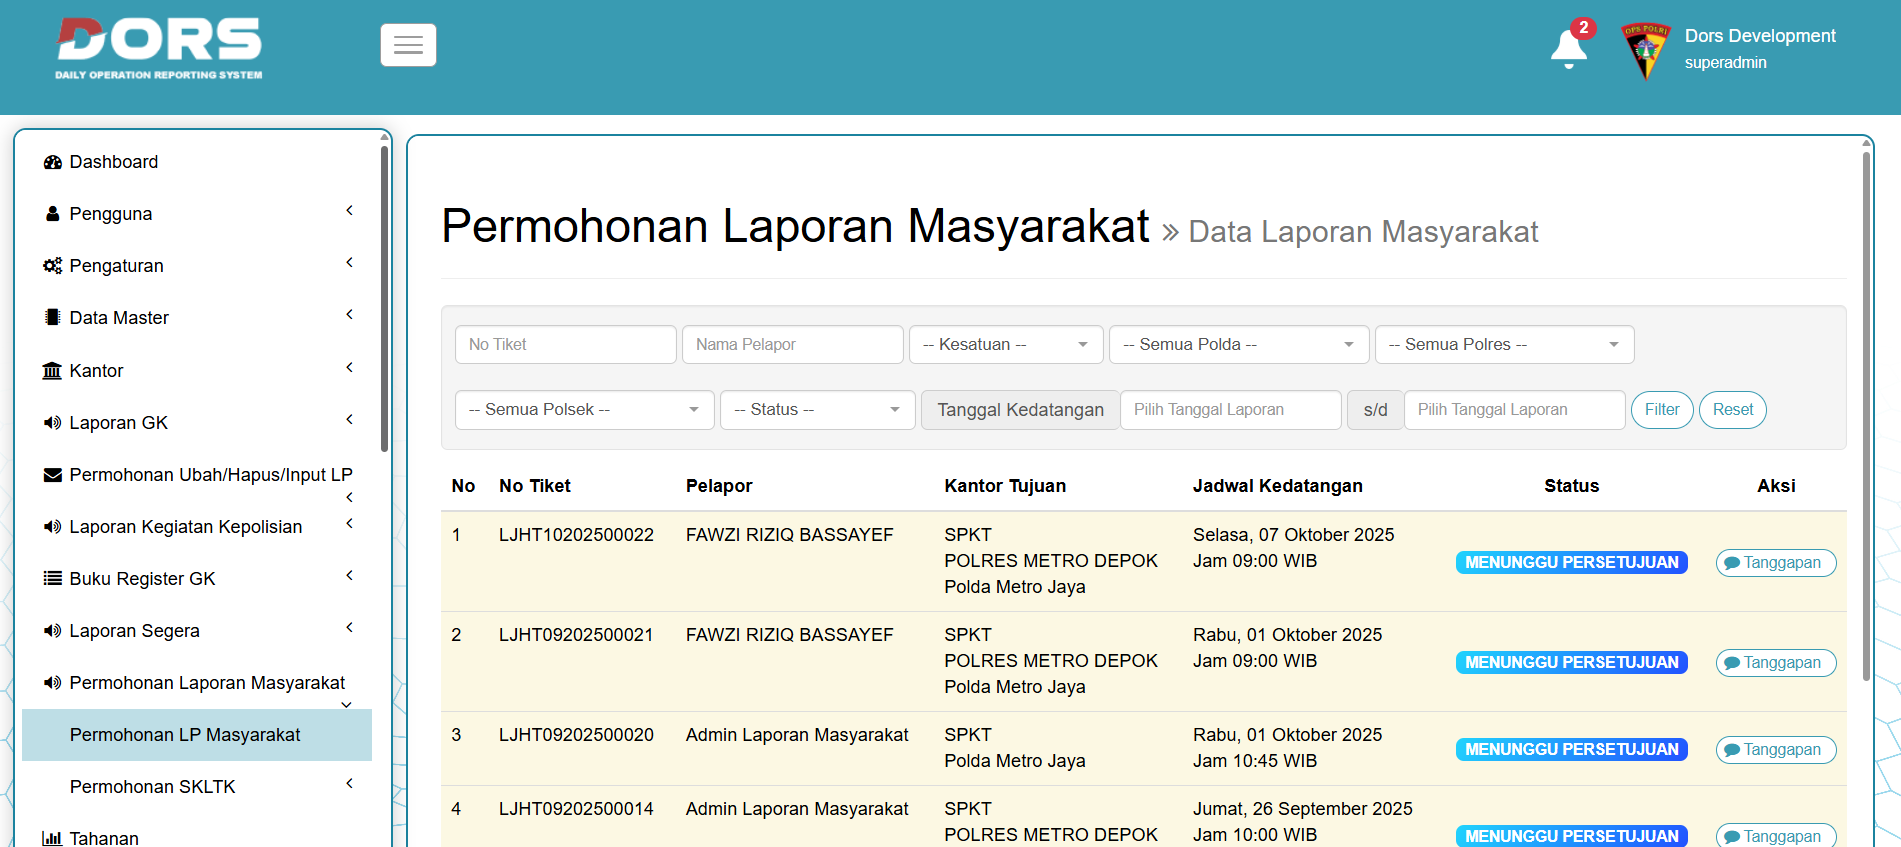 DORS
DAILY OPERATION REPORTING SYSTEM
2
OPS POLRI
Dors Development
superadmin
Dashboard
Pengguna
Pengaturan
Data Master
Kantor
Laporan GK
Permohonan Ubah/Hapus/Input LP
Laporan Kegiatan Kepolisian
Buku Register GK
Laporan Segera
Permohonan Laporan Masyarakat
Permohonan LP Masyarakat
Permohonan SKLTK
Tahanan
Permohonan Laporan Masyarakat » Data Laporan Masyarakat
No Tiket
Nama Pelapor
-- Kesatuan --
-- Semua Polda --
-- Semua Polres --
-- Semua Polsek --
-- Status --
Tanggal Kedatangan
Pilih Tanggal Laporan
s/d
Pilih Tanggal Laporan
Filter
Reset
No No Tiket Pelapor Kantor Tujuan Jadwal Kedatangan Status Aksi
1 LJHT10202500022 FAWZI RIZIQ BASSAYEF SPKT Selasa, 07 Oktober 2025
POLRES METRO DEPOK Jam 09:00 WIB MENUNGGU PERSETUJUAN Tanggapan
Polda Metro Jaya
2 LJHT09202500021 FAWZI RIZIQ BASSAYEF SPKT Rabu, 01 Oktober 2025
POLRES METRO DEPOK Jam 09:00 WIB MENUNGGU PERSETUJUAN Tanggapan
Polda Metro Jaya
3 LJHT09202500020 Admin Laporan Masyarakat SPKT Rabu, 01 Oktober 2025
Polda Metro Jaya Jam 10:45 WIB MENUNGGU PERSETUJUAN Tanggapan
4 LJHT09202500014 Admin Laporan Masyarakat SPKT Jumat, 26 September 2025
POLRES METRO DEPOK Jam 10:00 WIB MENUNGGU PERSETUJUAN Tanggapan